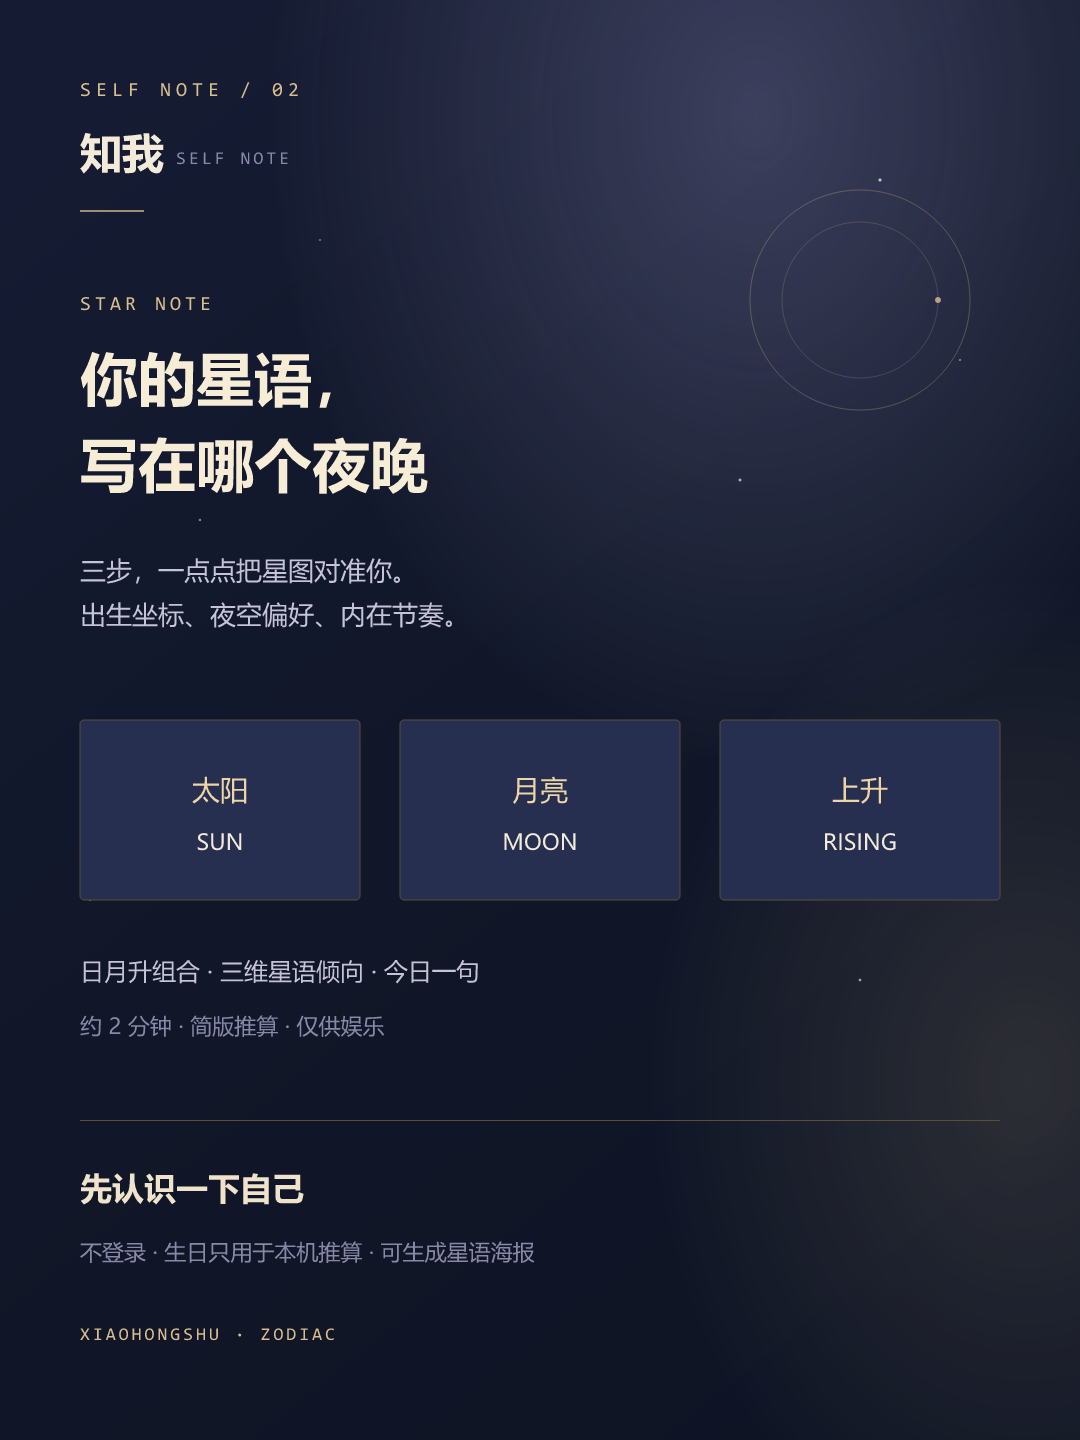 SELF NOTE / 02
知我 SELF NOTE
STAR NOTE
你的星语，
写在哪个夜晚
三步，一点点把星图对准你。
出生坐标、夜空偏好、内在节奏。
太阳
SUN
月亮
MOON
上升
RISING
日月升组合 · 三维星语倾向 · 今日一句
约 2 分钟 · 简版推算 · 仅供娱乐
先认识一下自己
不登录 · 生日只用于本机推算 · 可生成星语海报
XIAOHONGSHU · ZODIAC